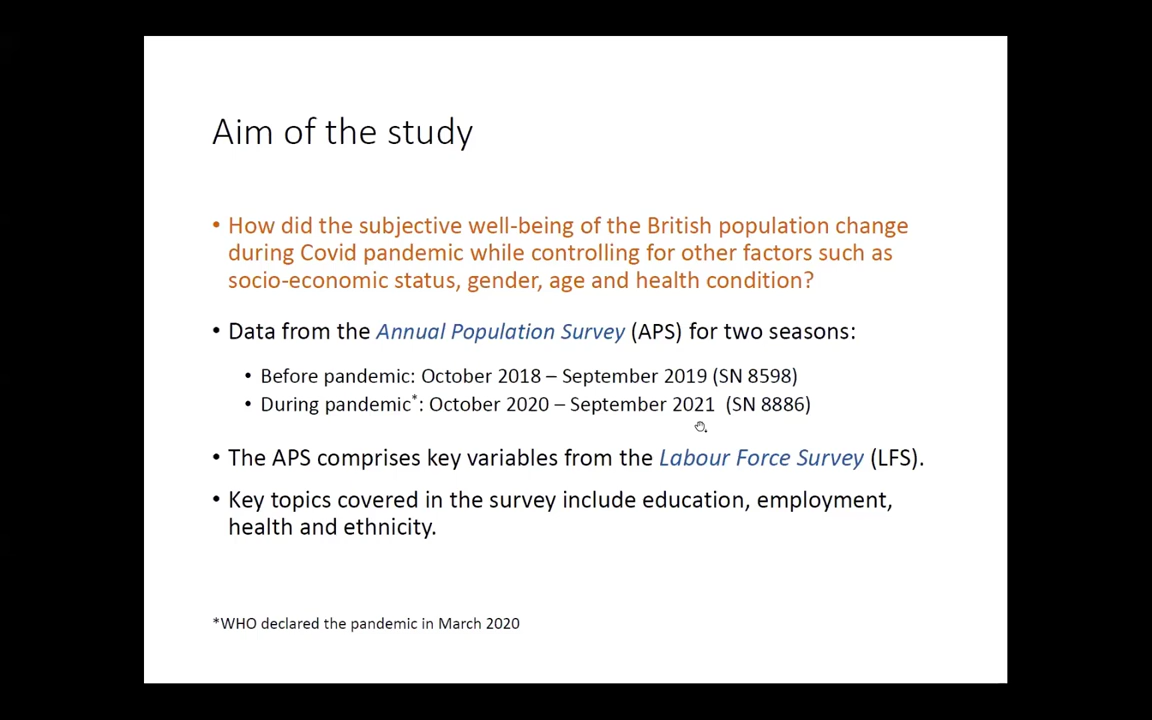 Aim of the study
• How did the subjective well-being of the British population change
during Covid pandemic while controlling for other factors such as
socio-economic status, gender, age and health condition?
• Data from the Annual Population Survey (APS) for two seasons:
• Before pandemic: October 2018 – September 2019 (SN 8598)
• During pandemic*: October 2020 – September 2021 (SN 8886)
• The APS comprises key variables from the Labour Force Survey (LFS).
• Key topics covered in the survey include education, employment,
health and ethnicity.
*WHO declared the pandemic in March 2020